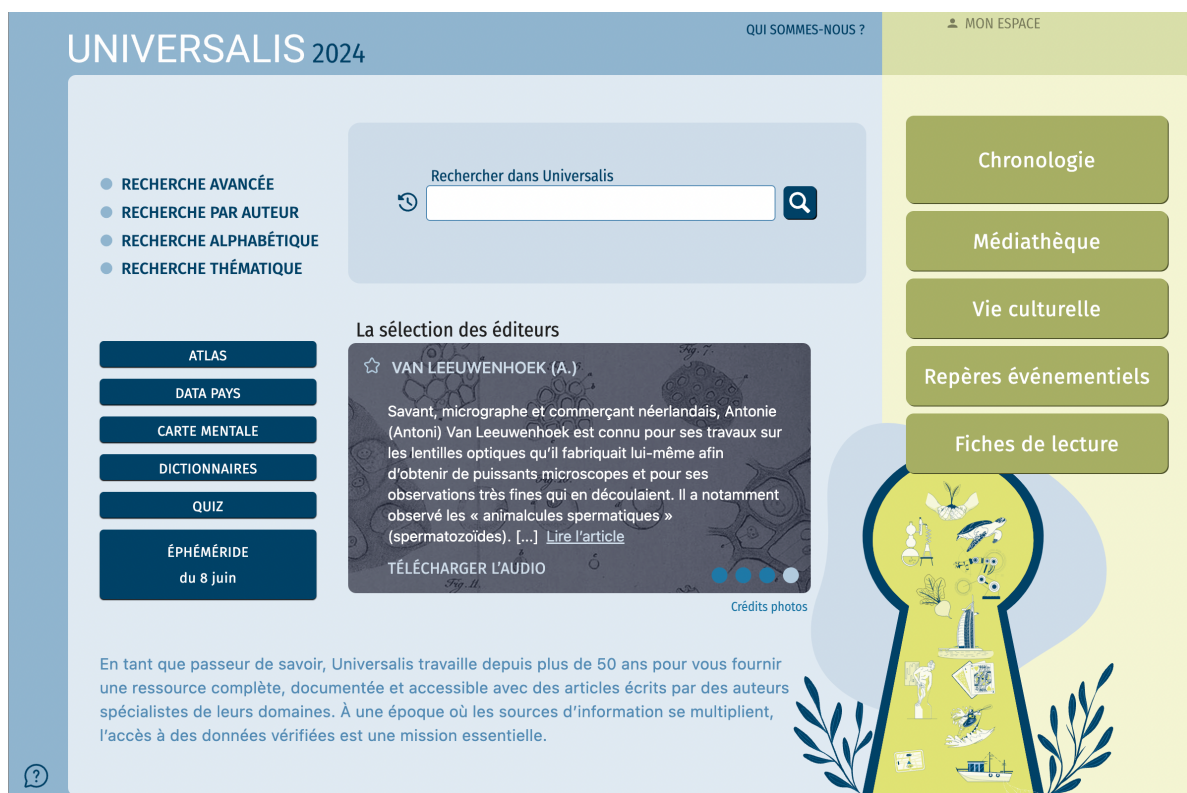 UNIVERSALIS 2024
QUI SOMMES-NOUS ?
MON ESPACE
RECHERCHE AVANCÉE
RECHERCHE PAR AUTEUR
RECHERCHE ALPHABÉTIQUE
RECHERCHE THÉMATIQUE
Rechercher dans Universalis
ATLAS
DATA PAYS
CARTE MENTALE
DICTIONNAIRES
QUIZ
ÉPHÉMÉRIDE
du 8 juin
La sélection des éditeurs
Fig. 7.
VAN LEEUWENHOEK (A.)
Savant, micrographe et commerçant néerlandais, Antonie
(Antoni) Van Leeuwenhoek est connu pour ses travaux sur
les lentilles optiques qu'il fabriquait lui-même afin
d'obtenir de puissants microscopes et pour ses
observations très fines qui en découlaient. Il a notamment
observé les « animalcules spermatiques »
(spermatozoïdes). [...] Lire l'article
TÉLÉCHARGER L'AUDIO
Fig. 11.
Crédits photos
Chronologie
Médiathèque
Vie culturelle
Repères événementiels
Fiches de lecture
En tant que passeur de savoir, Universalis travaille depuis plus de 50 ans pour vous fournir
une ressource complète, documentée et accessible avec des articles écrits par des auteurs
spécialistes de leurs domaines. À une époque où les sources d'information se multiplient,
l'accès à des données vérifiées est une mission essentielle.
?